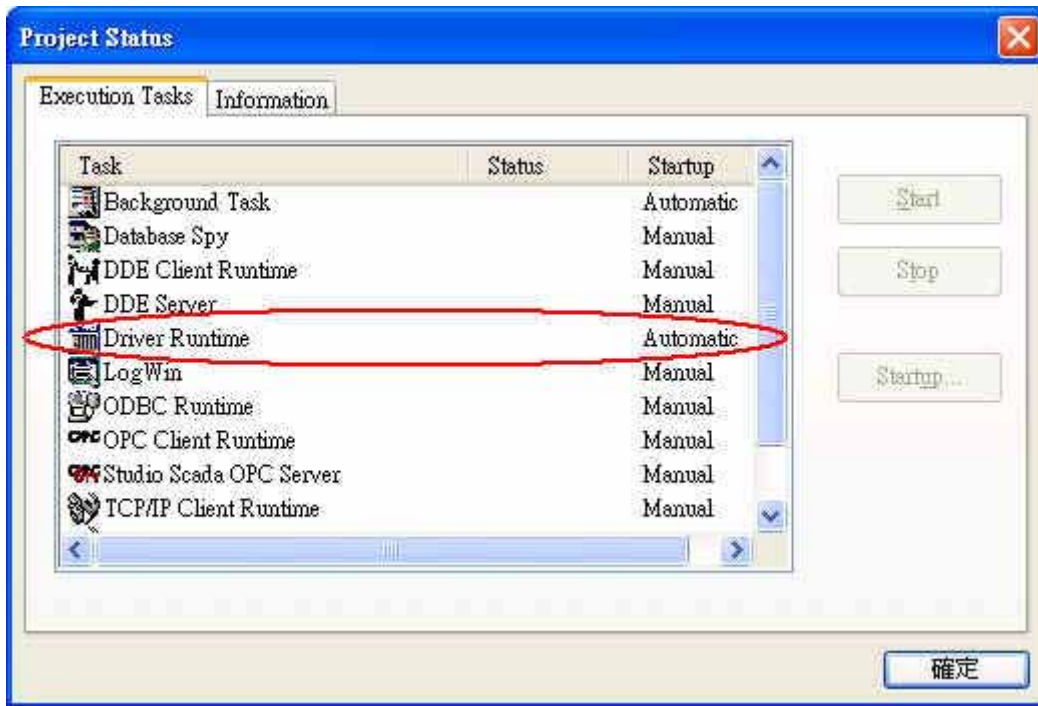 Project Status
Execution Tasks Information
Task Status Startup
Background Task Automatic
Database Spy Manual
DDE Client Runtime Manual
DDE Server Manual
Driver Runtime Automatic
LogWin Manual
ODBC Runtime Manual
OPC OPC Client Runtime Manual
Studio Scada OPC Server Manual
TCP/IP Client Runtime Manual
Start
Stop
Startup...
確定